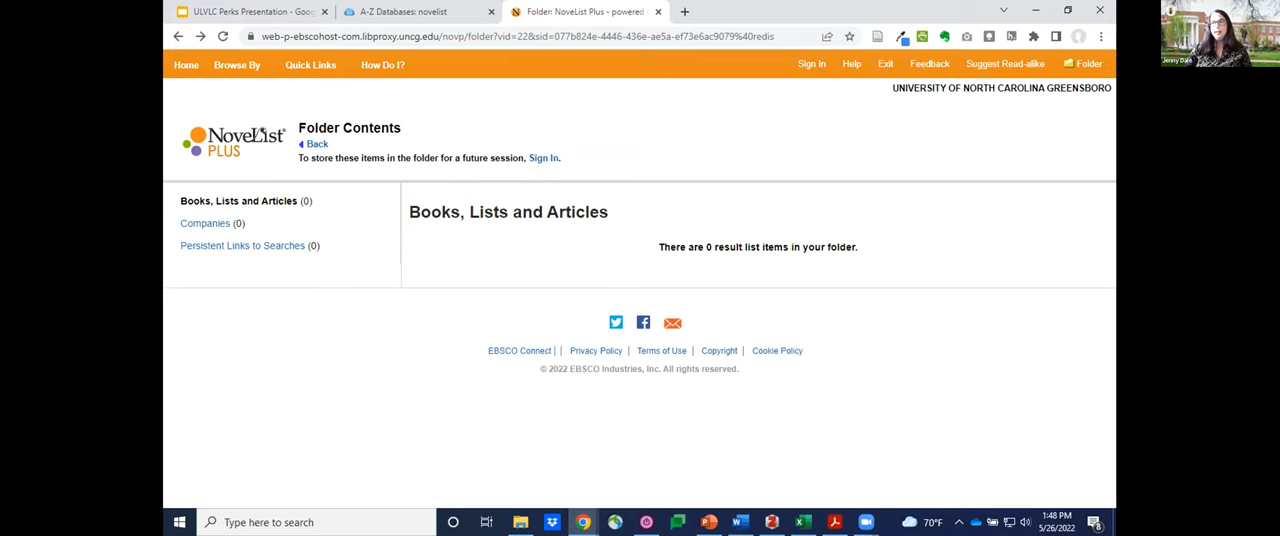 ULVLC Perks Presentation - Goo
A-Z Databases: novelist
Folder: NoveList Plus - powered
web-p-ebscohost-com.libproxy.uncg.edu/novp/folder?vid=22&sid=077b824e-4446-436e-ae5a-ef73e6ac9079%40redis
Home Browse By Quick Links How Do I? Sign In Help Exit Feedback Suggest Read-alike Folder
UNIVERSITY OF NORTH CAROLINA GREENSBORO
NoveList PLUS
Folder Contents
Back
To store these items in the folder for a future session, Sign In.
Books, Lists and Articles (0)
Companies (0)
Persistent Links to Searches (0)
Books, Lists and Articles
There are 0 result list items in your folder.
EBSCO Connect | Privacy Policy | Terms of Use | Copyright | Cookie Policy
© 2022 EBSCO Industries, Inc. All rights reserved.
Type here to search
70°F
1:48 PM
5/26/2022
8
Jenny Dale